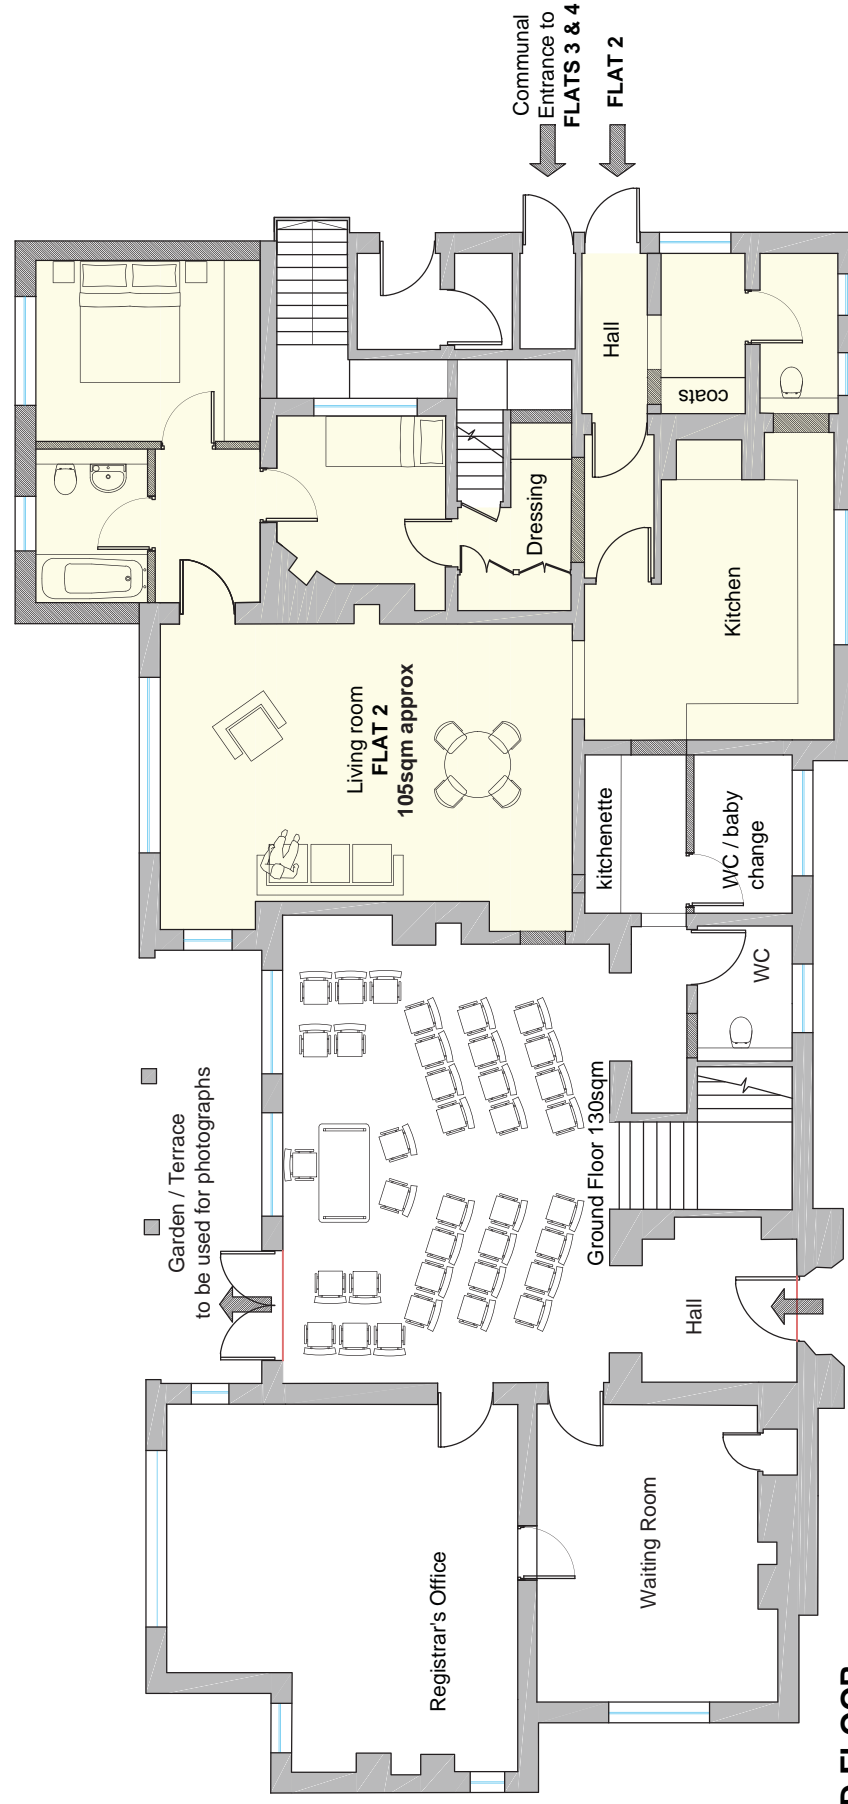 Communal
Entrance to
FLATS 3 & 4
FLAT 2
Hall
coats
Dressing
Kitchen
Living room
FLAT 2
105sqm approx
kitchenette
WC / baby
change
WC
Garden / Terrace
to be used for photographs
Ground Floor 130sqm
Hall
Registrar's Office
Waiting Room
FLOOR